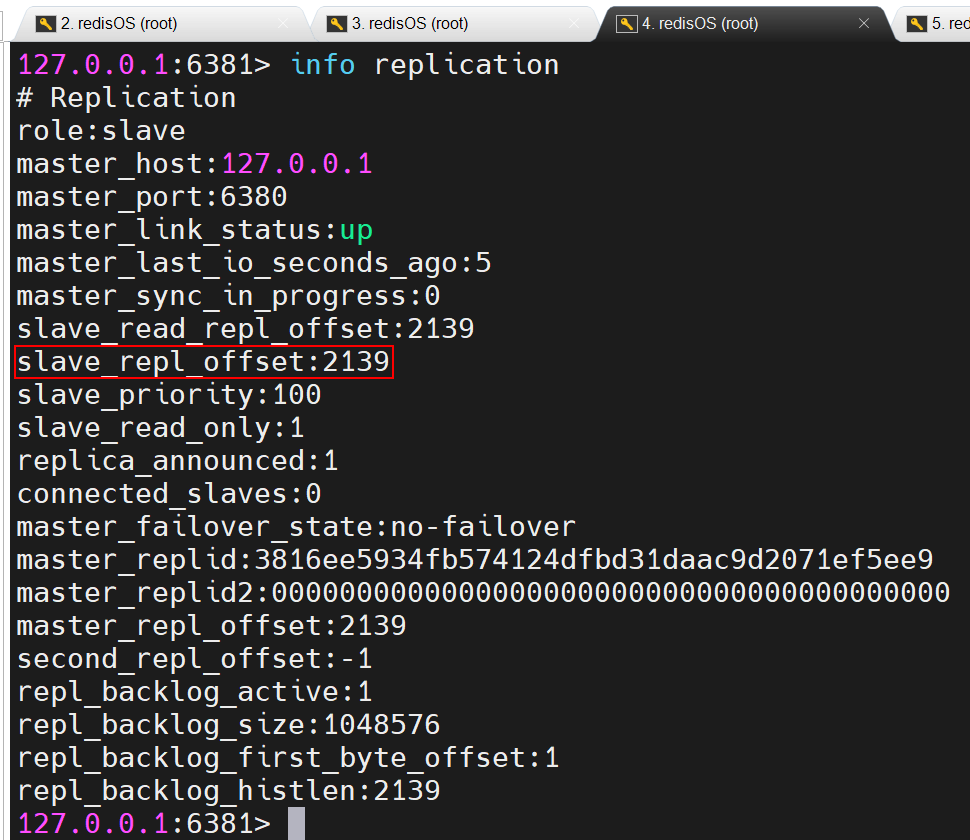 2. redisOS (root)
3. redisOS (root)
4. redisOS (root)
5. red
127.0.0.1:6381> info replication
# Replication
role:slave
master_host:127.0.0.1
master_port:6380
master_link_status:up
master_last_io_seconds_ago:5
master_sync_in_progress:0
slave_read_repl_offset:2139
slave_repl_offset:2139
slave_priority:100
slave_read_only:1
replica_announced:1
connected_slaves:0
master_failover_state:no-failover
master_replid:3816ee5934fb574124dfbd31daac9d2071ef5ee9
master_replid2:0000000000000000000000000000000000000000
master_repl_offset:2139
second_repl_offset:-1
repl_backlog_active:1
repl_backlog_size:1048576
repl_backlog_first_byte_offset:1
repl_backlog_histlen:2139
127.0.0.1:6381>